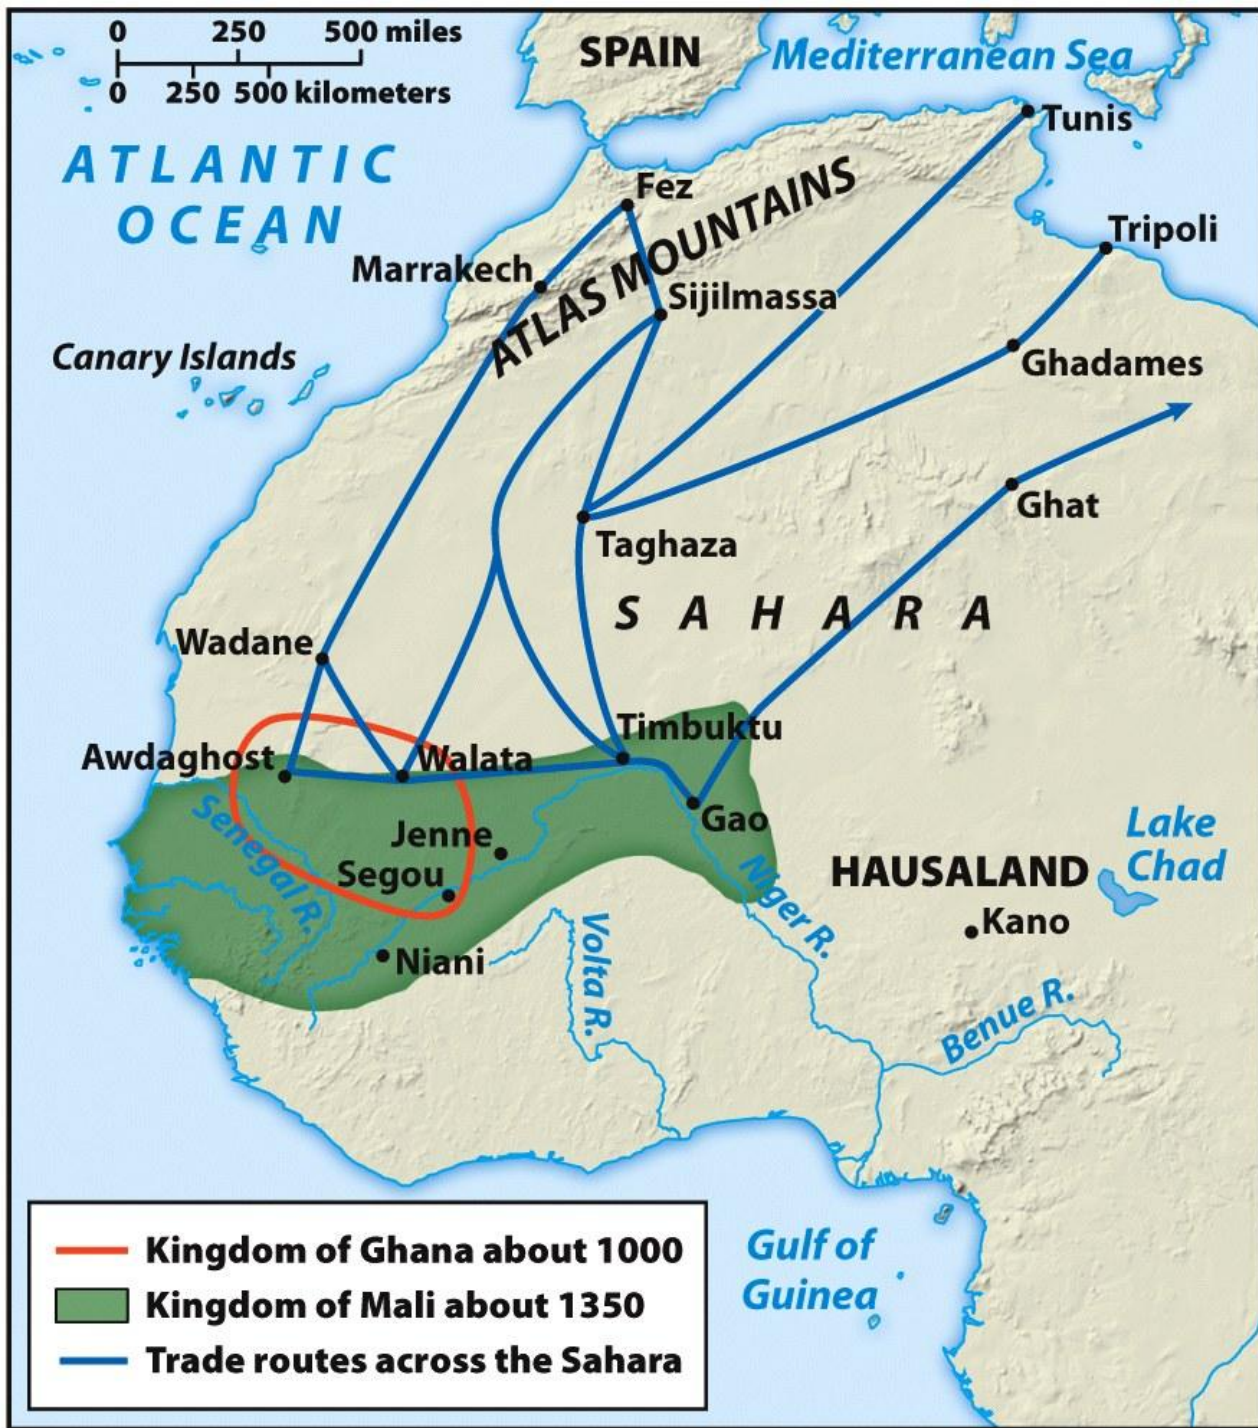 0 250 500 miles
0 250 500 kilometers
SPAIN
Mediterranean Sea
Tunis
ATLANTIC
OCEAN
Fez
ATLAS MOUNTAINS
Tripoli
Marrakech
Sijilmassa
Canary Islands
Ghadames
Ghat
Taghaza
SAHARA
Wadane
Timbuktu
Awdaghost
Walata
Gao
Jenne
Senegal R.
Segou
Niger R.
Lake
Chad
HAUSALAND
Kano
Niani
Volta R.
Benue R.
Gulf of
Guinea
Kingdom of Ghana about 1000
Kingdom of Mali about 1350
Trade routes across the Sahara